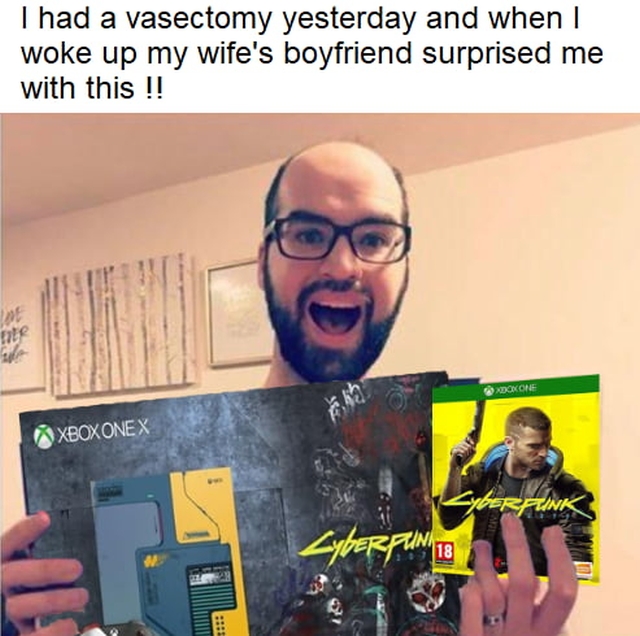 I had a vasectomy yesterday and when I
woke up my wife's boyfriend surprised me
with this !!
XBOX ONE X
XBOX ONE
CYBERPUNK
CYBERPUN
18